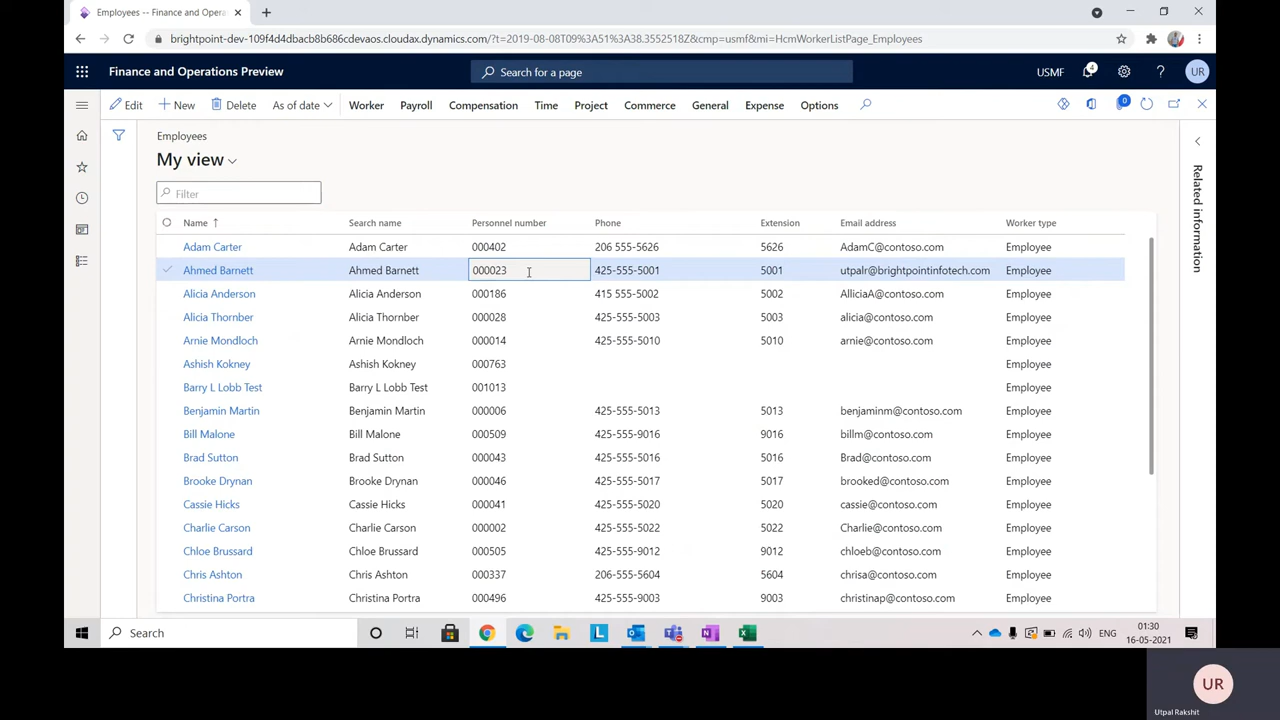 Employees -- Finance and Operations
brightpoint-dev-109f4d4dbacb8b686cdevaos.cloudax.dynamics.com/?t=2019-08-08T09%3A51%3A38.3552518Z&cmp=usmf&mi=HcmWorkerListPage_Employees
Finance and Operations Preview Search for a page USMF 4 ? UR
Edit New Delete As of date Worker Payroll Compensation Time Project Commerce General Expense Options 0
Employees
My view
Related information
Filter
Name Search name Personnel number Phone Extension Email address Worker type
Adam Carter Adam Carter 000402 206 555-5626 5626 AdamC@contoso.com Employee
Ahmed Barnett Ahmed Barnett 000023 425-555-5001 5001 utpalr@brightpointinfotech.com Employee
Alicia Anderson Alicia Anderson 000186 415 555-5002 5002 AlliciaA@contoso.com Employee
Alicia Thornber Alicia Thornber 000028 425-555-5003 5003 alicia@contoso.com Employee
Arnie Mondloch Arnie Mondloch 000014 425-555-5010 5010 arnie@contoso.com Employee
Ashish Kokney Ashish Kokney 000763 Employee
Barry L Lobb Test Barry L Lobb Test 001013 Employee
Benjamin Martin Benjamin Martin 000006 425-555-5013 5013 benjaminm@contoso.com Employee
Bill Malone Bill Malone 000509 425-555-9016 9016 billm@contoso.com Employee
Brad Sutton Brad Sutton 000043 425-555-5016 5016 Brad@contoso.com Employee
Brooke Drynan Brooke Drynan 000046 425-555-5017 5017 brooked@contoso.com Employee
Cassie Hicks Cassie Hicks 000041 425-555-5020 5020 cassie@contoso.com Employee
Charlie Carson Charlie Carson 000002 425-555-5022 5022 Charlie@contoso.com Employee
Chloe Brussard Chloe Brussard 000505 425-555-9012 9012 chloeb@contoso.com Employee
Chris Ashton Chris Ashton 000337 206-555-5604 5604 chrisa@contoso.com Employee
Christina Portra Christina Portra 000496 425-555-9003 9003 christinap@contoso.com Employee
Search ENG 01:30
16-05-2021
UR
Utpal Rakshit